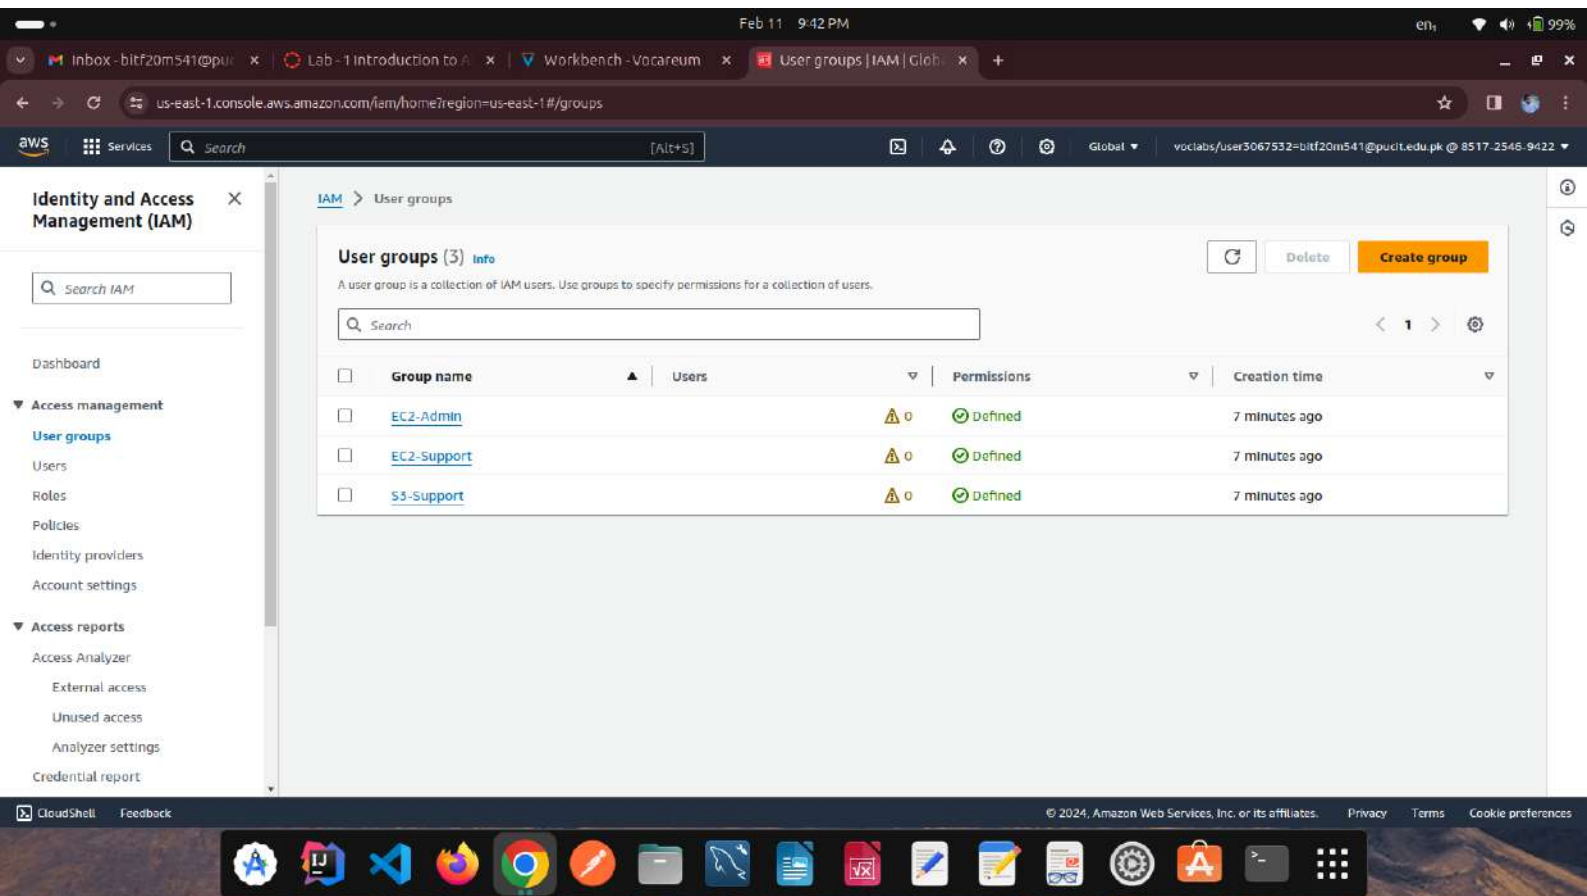 Feb 11 9:42 PM
en₁
99%
Inbox - bitf20m541@puc
Lab - 1 Introduction to A
Workbench - Vocareum
User groups | IAM | Glob
us-east-1.console.aws.amazon.com/iam/home?region=us-east-1#/groups
aws
Services
Search
[Alt+S]
Global
voclabs/user3067532=bitf20m541@pucit.edu.pk @ 8517-2546-9422
Identity and Access
Management (IAM)
Search IAM
Dashboard
Access management
User groups
Users
Roles
Policies
Identity providers
Account settings
Access reports
Access Analyzer
External access
Unused access
Analyzer settings
Credential report
IAM > User groups
User groups (3) Info
A user group is a collection of IAM users. Use groups to specify permissions for a collection of users.
Delete
Create group
Search
1
Group name Users Permissions Creation time
EC2-Admin 0 Defined 7 minutes ago
EC2-Support 0 Defined 7 minutes ago
S3-Support 0 Defined 7 minutes ago
CloudShell Feedback
© 2024, Amazon Web Services, Inc. or its affiliates. Privacy Terms Cookie preferences